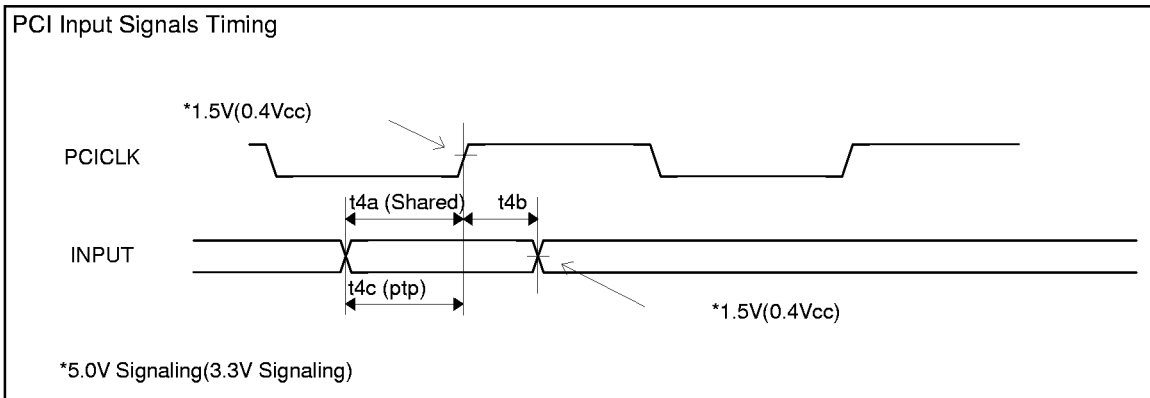 PCI Input Signals Timing
*1.5V(0.4Vcc)
PCICLK
t4a (Shared)
t4b
INPUT
t4c (ptp)
*1.5V(0.4Vcc)
*5.0V Signaling(3.3V Signaling)